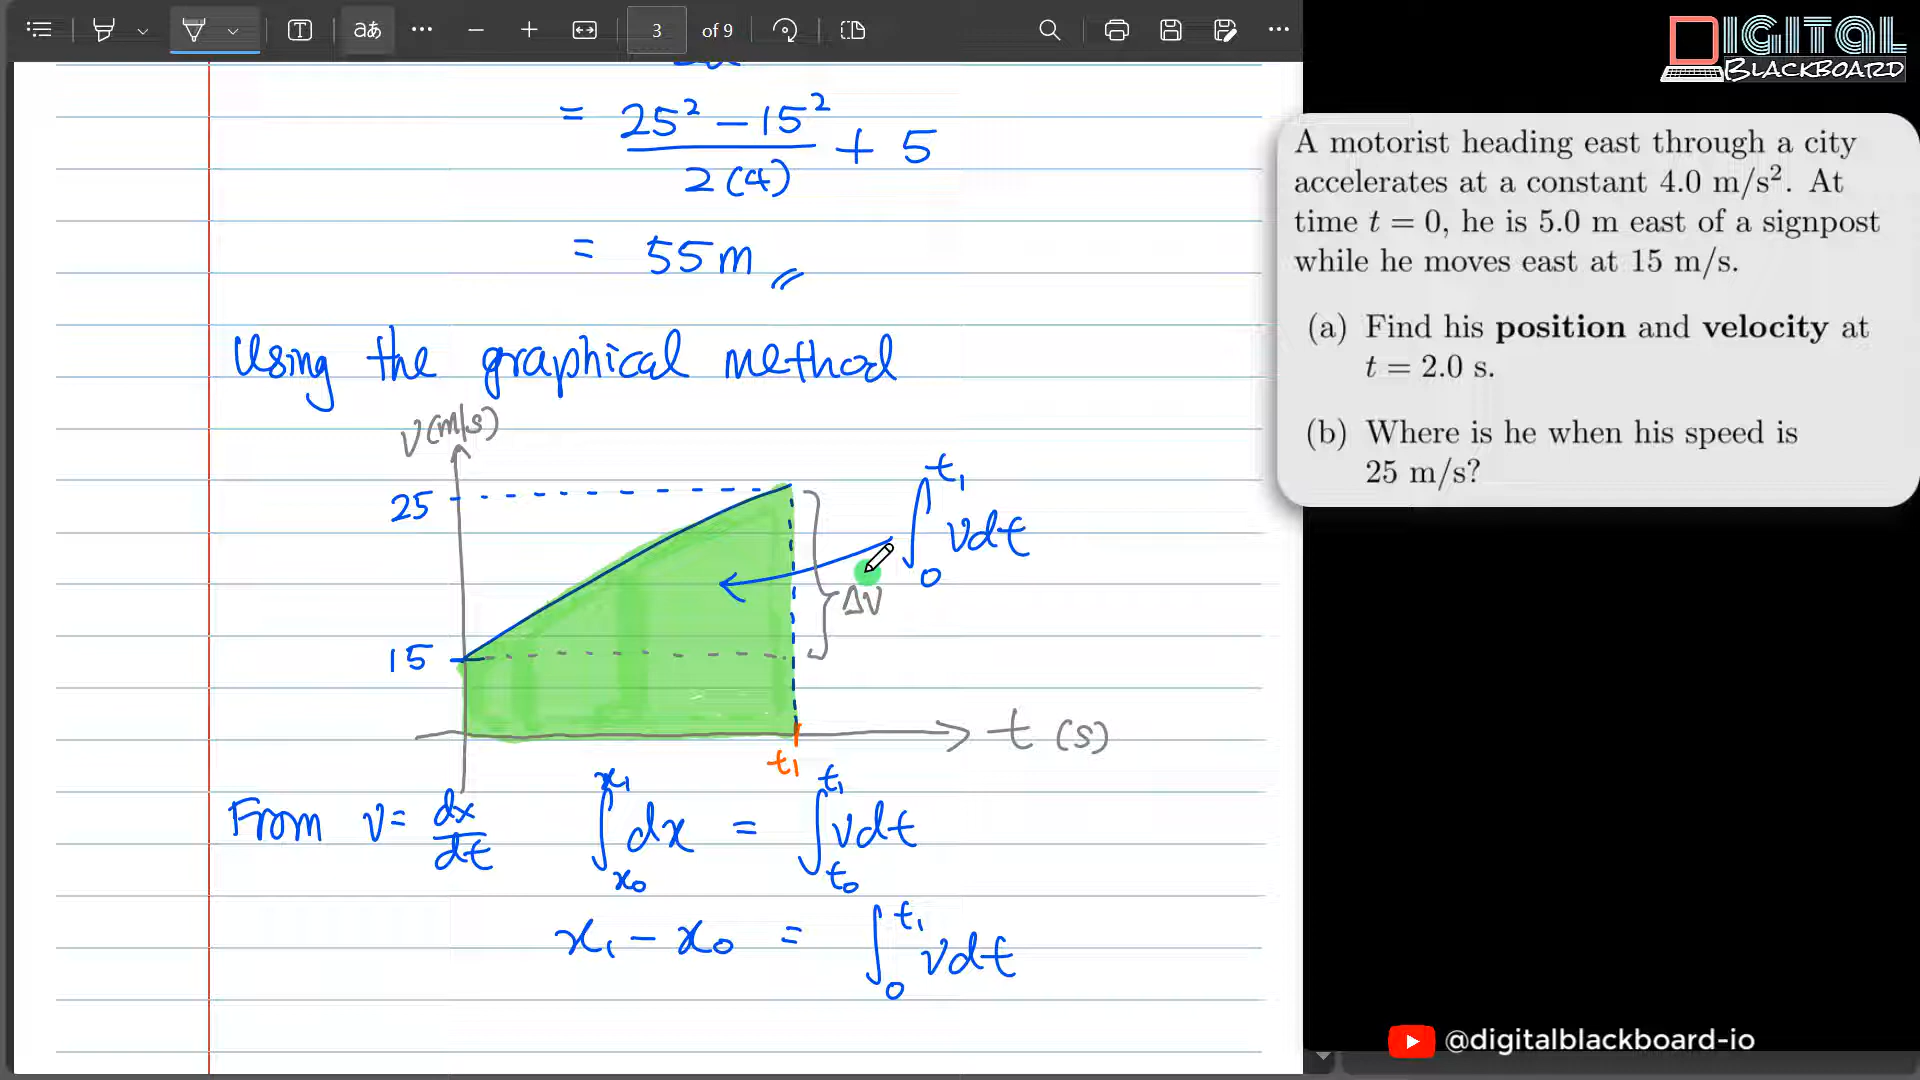 3 of 9
DIGITAL
BLACKBOARD
= 25² − 15² / 2(4) + 5
= 55m
Using the graphical method
V(m/s)
25
15
∫₀^t₁ vdt
ΔV
t (s)
t₁
From v = dx/dt ∫_x₀^x₁ dx = ∫_t₀^t₁ vdt
x₁ − x₀ = ∫₀^t₁ vdt
A motorist heading east through a city
accelerates at a constant 4.0 m/s². At
time t = 0, he is 5.0 m east of a signpost
while he moves east at 15 m/s.
(a) Find his position and velocity at
t = 2.0 s.
(b) Where is he when his speed is
25 m/s?
@digitalblackboard-io